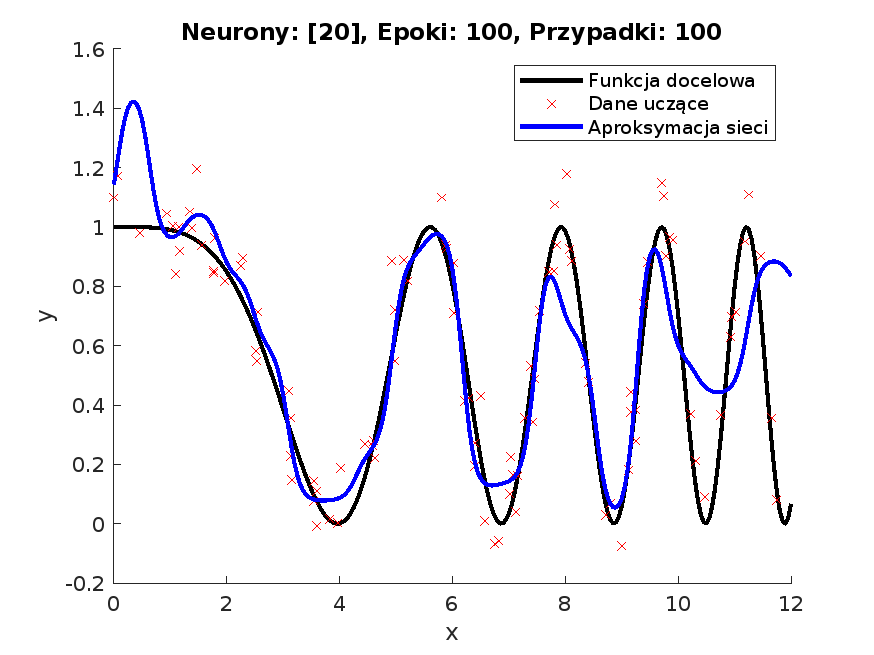 Neurony: [20], Epoki: 100, Przypadki: 100
Funkcja docelowa
Dane uczące
Aproksymacja sieci
1.6
1.4
1.2
1
0.8
0.6
0.4
0.2
0
-0.2
y
0 2 4 6 8 10 12
x